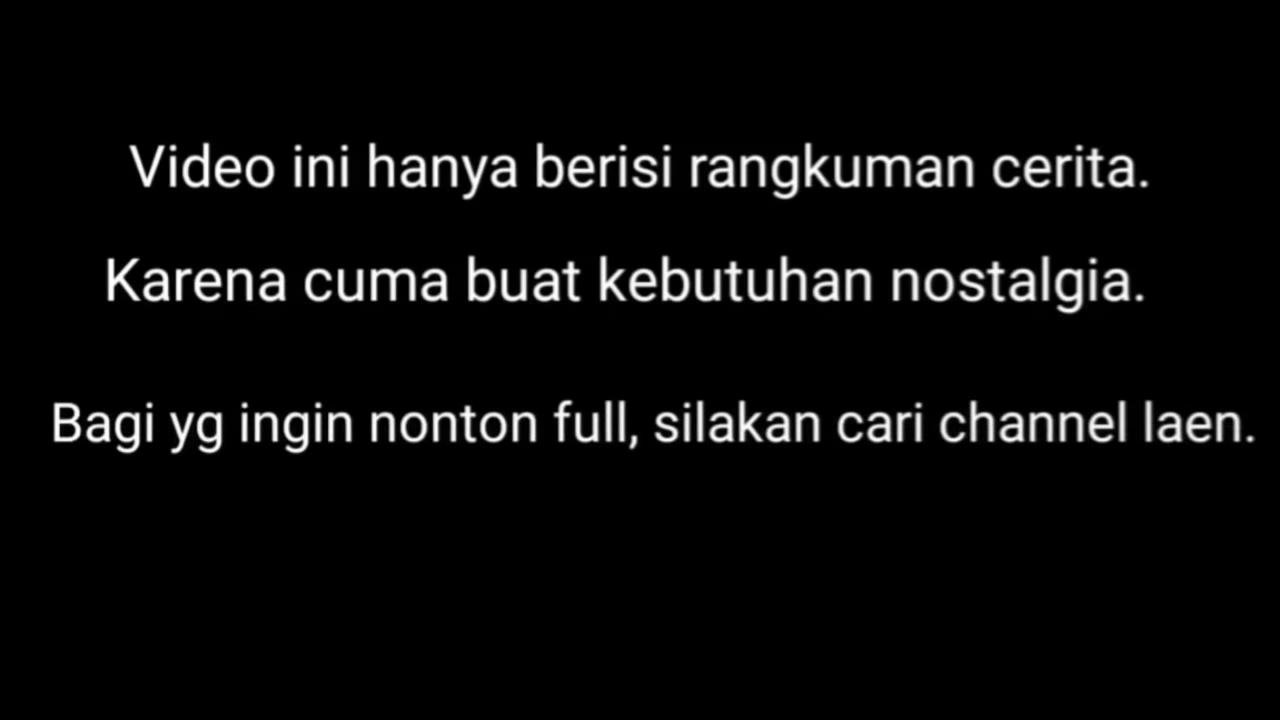 Video ini hanya berisi rangkuman cerita.
Karena cuma buat kebutuhan nostalgia.
Bagi yg ingin nonton full, silakan cari channel laen.